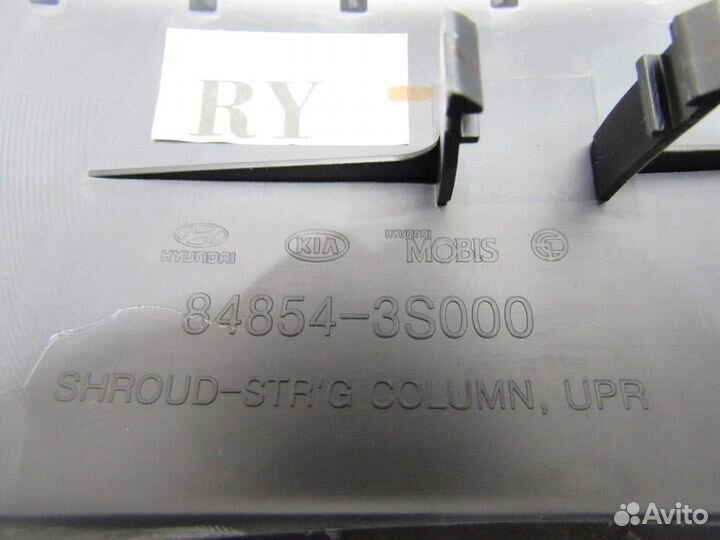 RY
HYUNDAI KIA HYUNDAI MOBIS
84854-3S000
SHROUD-STR'G COLUMN, UPR
Avito